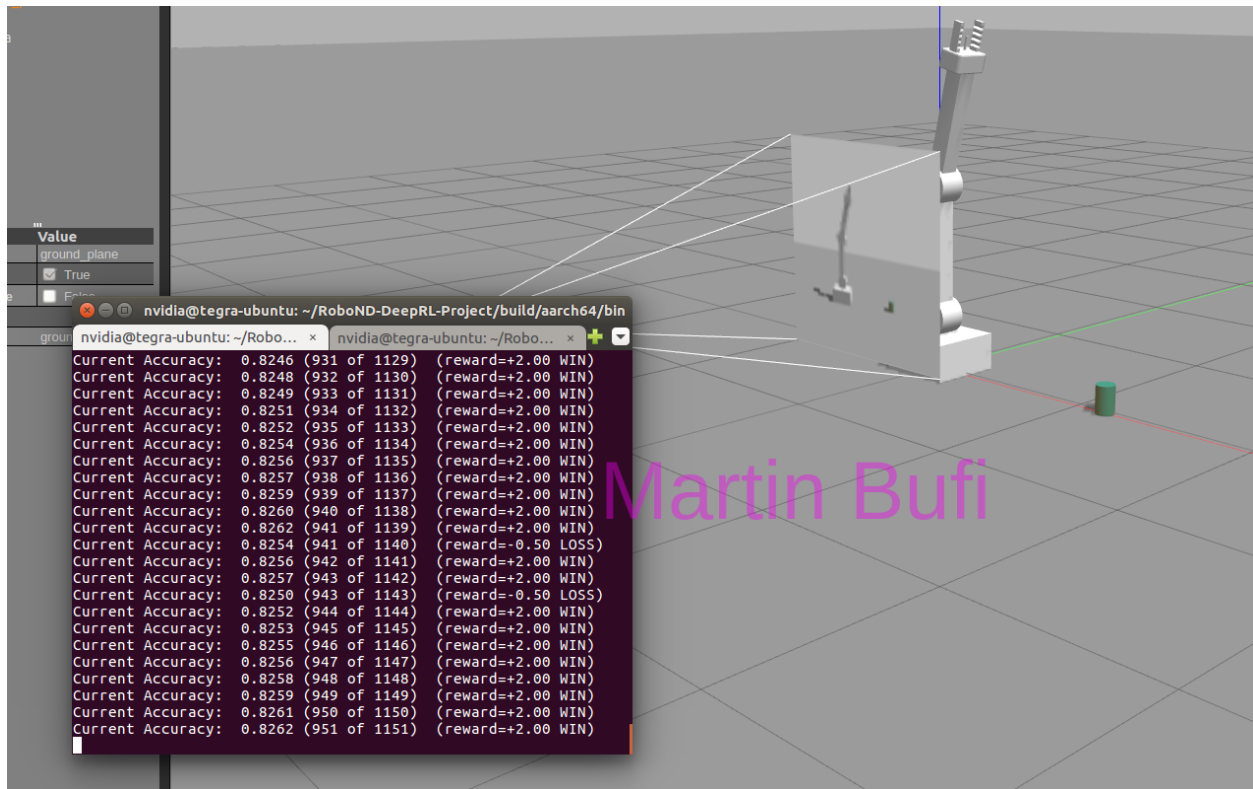 a
Value
ground_plane
True
e
False
groun
nvidia@tegra-ubuntu: ~/RoboND-DeepRL-Project/build/aarch64/bin
nvidia@tegra-ubuntu: ~/Robo... × nvidia@tegra-ubuntu: ~/Robo... ×
Current Accuracy: 0.8246 (931 of 1129) (reward=+2.00 WIN)
Current Accuracy: 0.8248 (932 of 1130) (reward=+2.00 WIN)
Current Accuracy: 0.8249 (933 of 1131) (reward=+2.00 WIN)
Current Accuracy: 0.8251 (934 of 1132) (reward=+2.00 WIN)
Current Accuracy: 0.8252 (935 of 1133) (reward=+2.00 WIN)
Current Accuracy: 0.8254 (936 of 1134) (reward=+2.00 WIN)
Current Accuracy: 0.8256 (937 of 1135) (reward=+2.00 WIN)
Current Accuracy: 0.8257 (938 of 1136) (reward=+2.00 WIN)
Current Accuracy: 0.8259 (939 of 1137) (reward=+2.00 WIN)
Current Accuracy: 0.8260 (940 of 1138) (reward=+2.00 WIN)
Current Accuracy: 0.8262 (941 of 1139) (reward=+2.00 WIN)
Current Accuracy: 0.8254 (941 of 1140) (reward=-0.50 LOSS)
Current Accuracy: 0.8256 (942 of 1141) (reward=+2.00 WIN)
Current Accuracy: 0.8257 (943 of 1142) (reward=+2.00 WIN)
Current Accuracy: 0.8250 (943 of 1143) (reward=-0.50 LOSS)
Current Accuracy: 0.8252 (944 of 1144) (reward=+2.00 WIN)
Current Accuracy: 0.8253 (945 of 1145) (reward=+2.00 WIN)
Current Accuracy: 0.8255 (946 of 1146) (reward=+2.00 WIN)
Current Accuracy: 0.8256 (947 of 1147) (reward=+2.00 WIN)
Current Accuracy: 0.8258 (948 of 1148) (reward=+2.00 WIN)
Current Accuracy: 0.8259 (949 of 1149) (reward=+2.00 WIN)
Current Accuracy: 0.8261 (950 of 1150) (reward=+2.00 WIN)
Current Accuracy: 0.8262 (951 of 1151) (reward=+2.00 WIN)
Martin Bufi